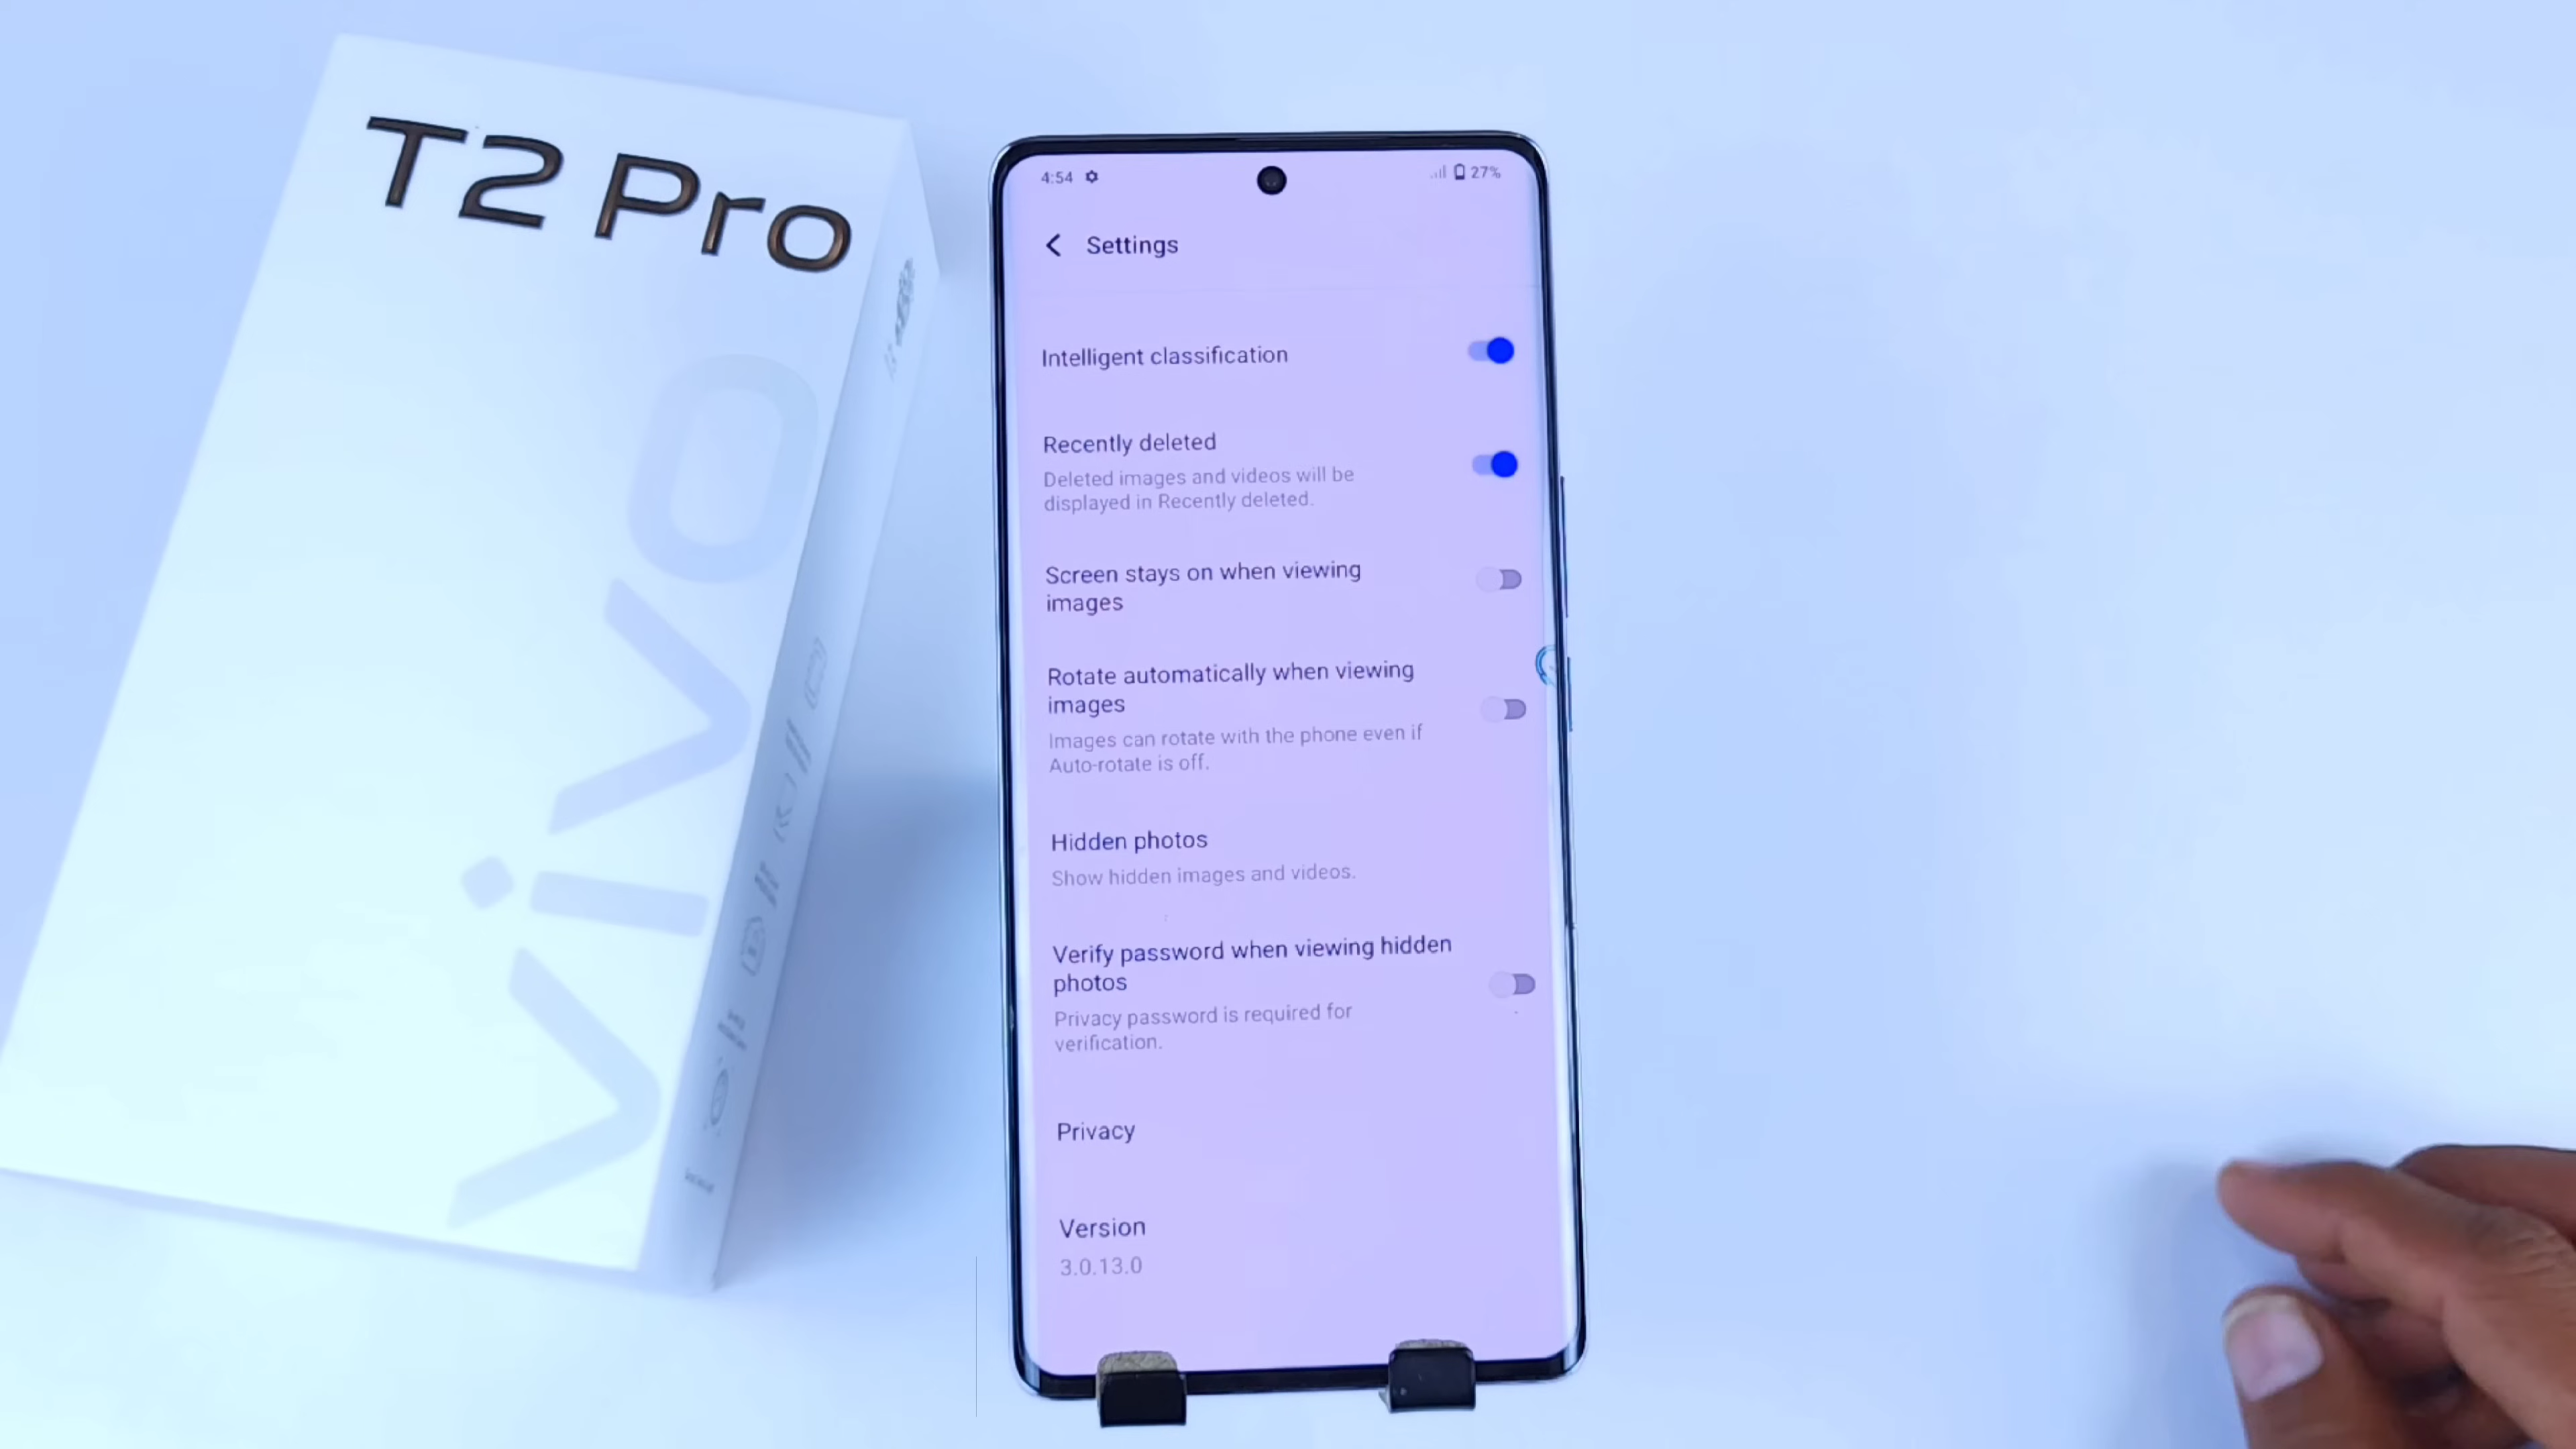 T2 Pro
vivo
4:54
27%
Settings
Intelligent classification
Recently deleted
Deleted images and videos will be
displayed in Recently deleted.
Screen stays on when viewing
images
Rotate automatically when viewing
images
Images can rotate with the phone even if
Auto-rotate is off.
Hidden photos
Show hidden images and videos.
Verify password when viewing hidden
photos
Privacy password is required for
verification.
Privacy
Version
3.0.13.0